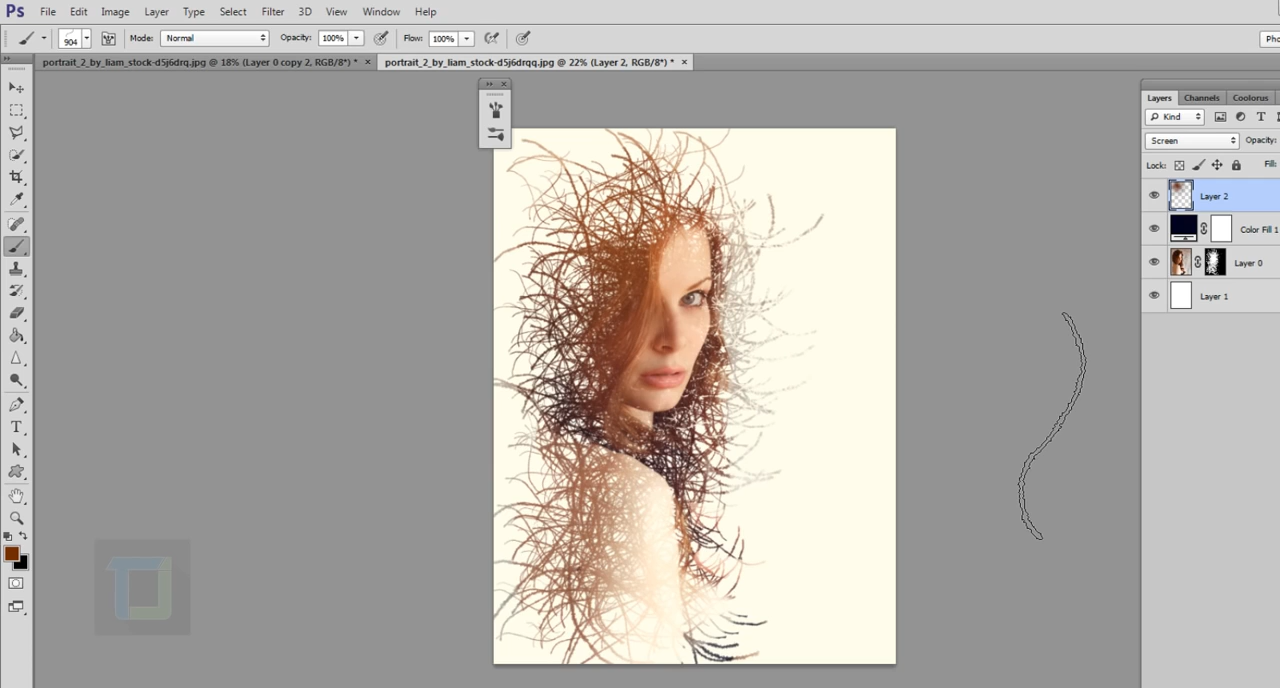 Ps File Edit Image Layer Type Select Filter 3D View Window Help
904 Mode: Normal Opacity: 100% Flow: 100% Pho
portrait_2_by_liam_stock-d5j6drq.jpg @ 18% (Layer 0 copy 2, RGB/8*) * × portrait_2_by_liam_stock-d5j6drqq.jpg @ 22% (Layer 2, RGB/8*) * ×
Layers Channels Coolorus
Kind T
Screen Opacity:
Lock: Fill:
Layer 2
Color Fill 1
Layer 0
Layer 1
T